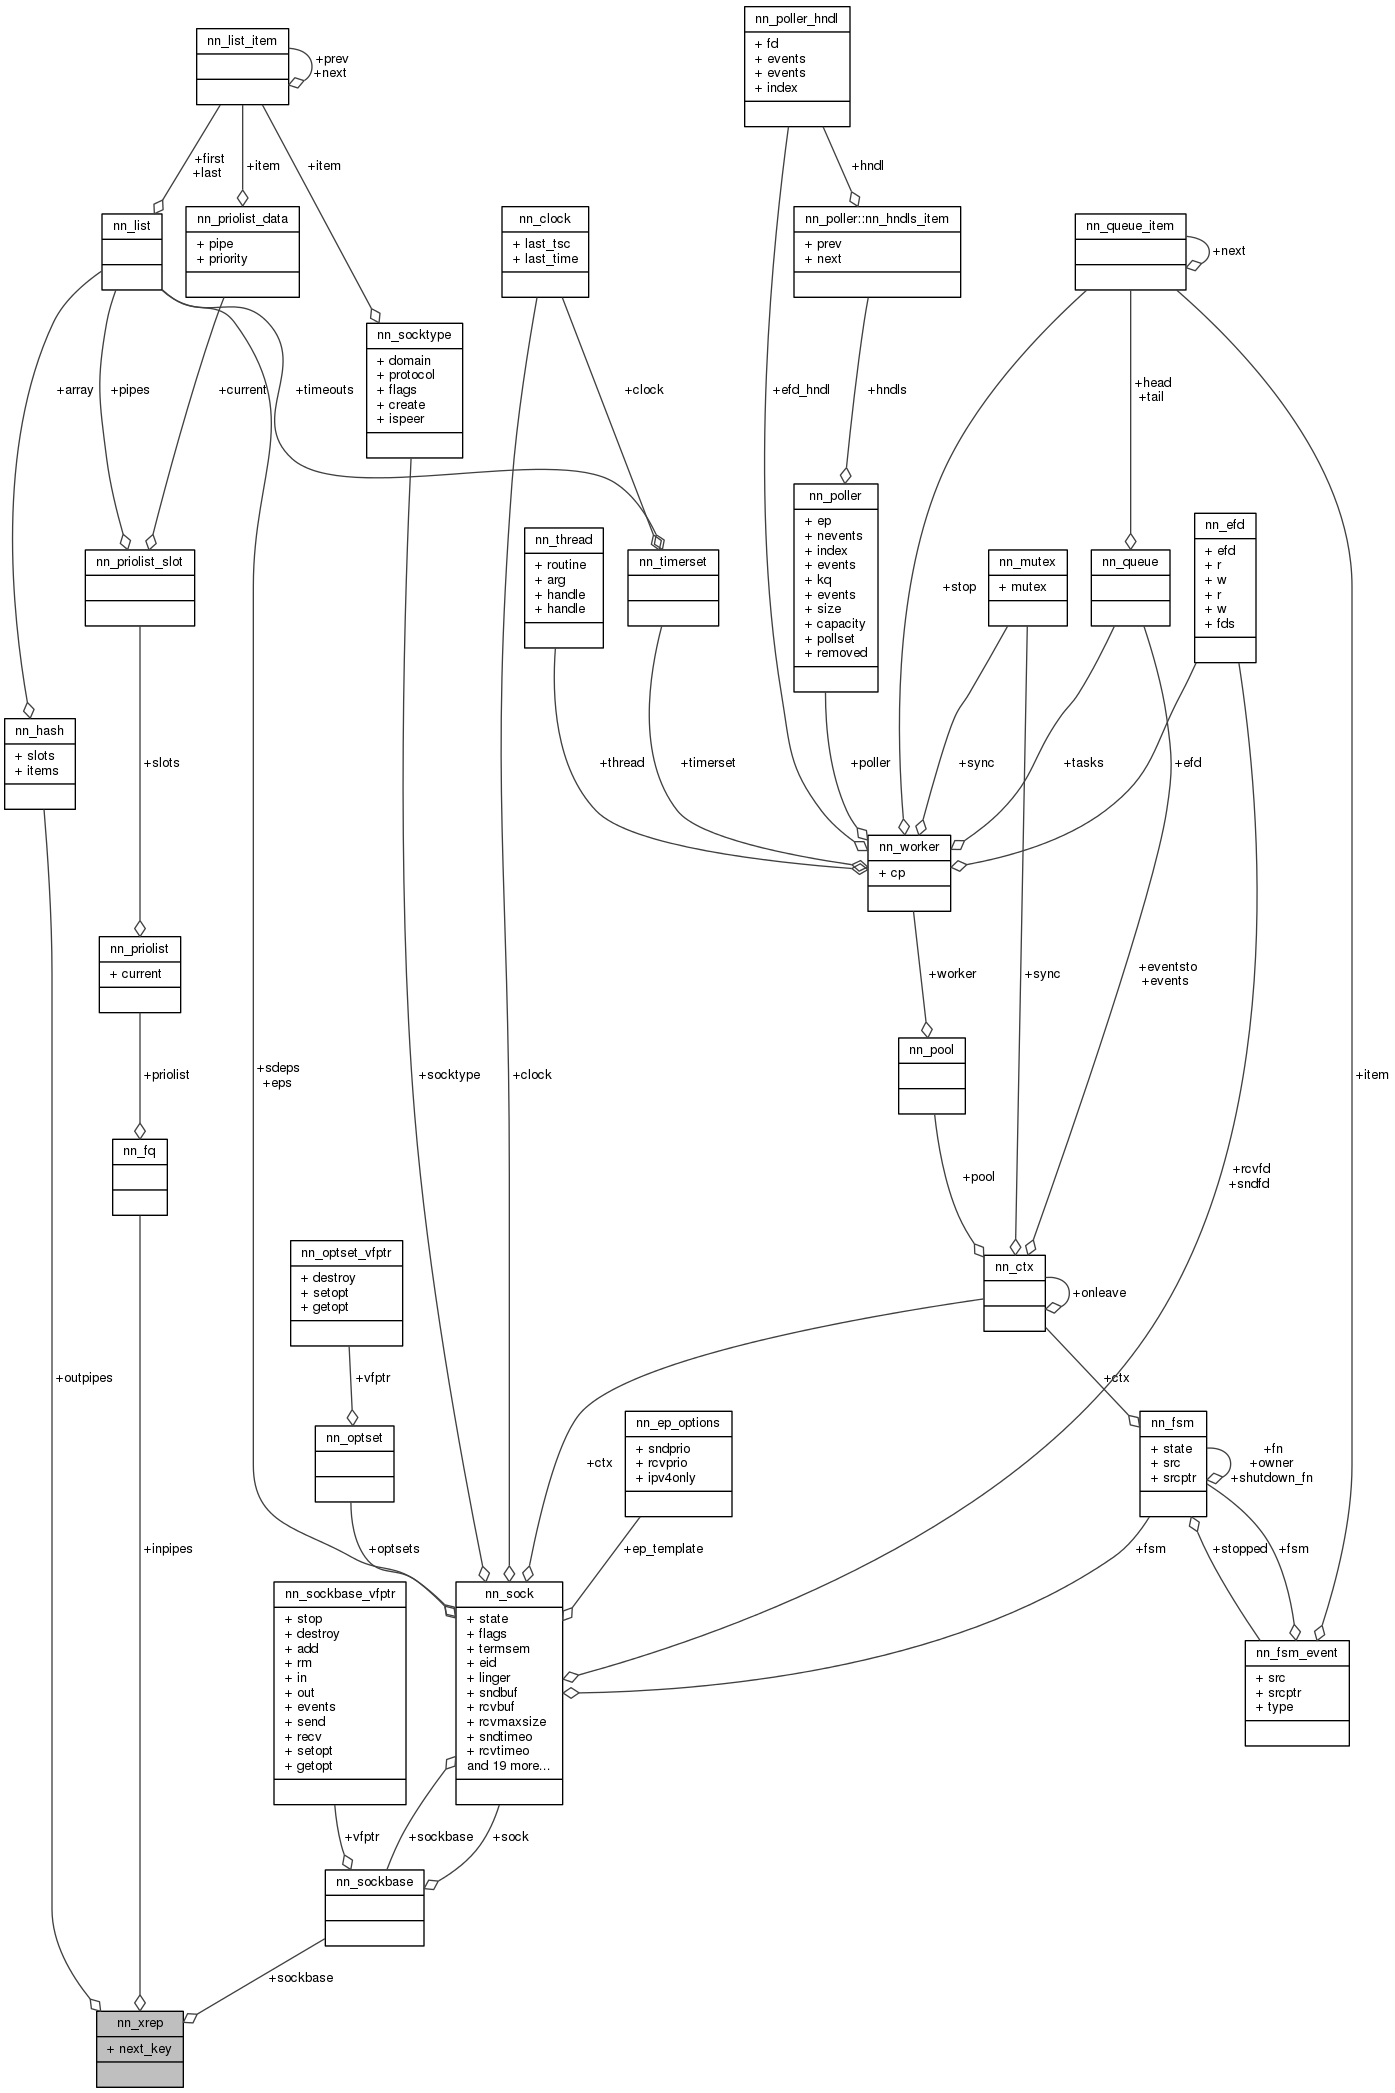 nn_poller_hndl
+ fd
+ events
+ events
+ index
nn_list_item
+prev
+next
+first
+last
+item
+item
+hndl
nn_list
nn_priolist_data
+ pipe
+ priority
nn_clock
+ last_tsc
+ last_time
nn_poller::nn_hndls_item
+ prev
+ next
nn_queue_item
+next
nn_socktype
+ domain
+ protocol
+ flags
+ create
+ ispeer
+array
+pipes
+current
+timeouts
+clock
+efd_hndl
+hndls
+head
+tail
nn_poller
+ ep
+ nevents
+ index
+ events
+ kq
+ events
+ size
+ capacity
+ pollset
+ removed
nn_thread
+ routine
+ arg
+ handle
+ handle
nn_efd
+ efd
+ r
+ w
+ r
+ w
+ fds
nn_priolist_slot
nn_timerset
nn_mutex
+ mutex
nn_queue
+stop
nn_hash
+ slots
+ items
+slots
+thread
+timerset
+poller
+sync
+tasks
+efd
nn_worker
+ cp
nn_priolist
+ current
+worker
+sync
+eventsto
+events
nn_pool
+priolist
+sdeps
+eps
+socktype
+clock
+item
nn_fq
+pool
+rcvfd
+sndfd
nn_optset_vfptr
+ destroy
+ setopt
+ getopt
nn_ctx
+onleave
+outpipes
+vfptr
+ctx
nn_optset
nn_ep_options
+ sndprio
+ rcvprio
+ ipv4only
nn_fsm
+ state
+ src
+ srcptr
+fn
+owner
+shutdown_fn
+ctx
+inpipes
+optsets
+ep_template
+fsm
+stopped
+fsm
nn_sockbase_vfptr
+ stop
+ destroy
+ add
+ rm
+ in
+ out
+ events
+ send
+ recv
+ setopt
+ getopt
nn_sock
+ state
+ flags
+ termsem
+ eid
+ linger
+ sndbuf
+ rcvbuf
+ rcvmaxsize
+ sndtimeo
+ rcvtimeo
and 19 more...
nn_fsm_event
+ src
+ srcptr
+ type
+vfptr
+sockbase
+sock
nn_sockbase
+sockbase
nn_xrep
+ next_key